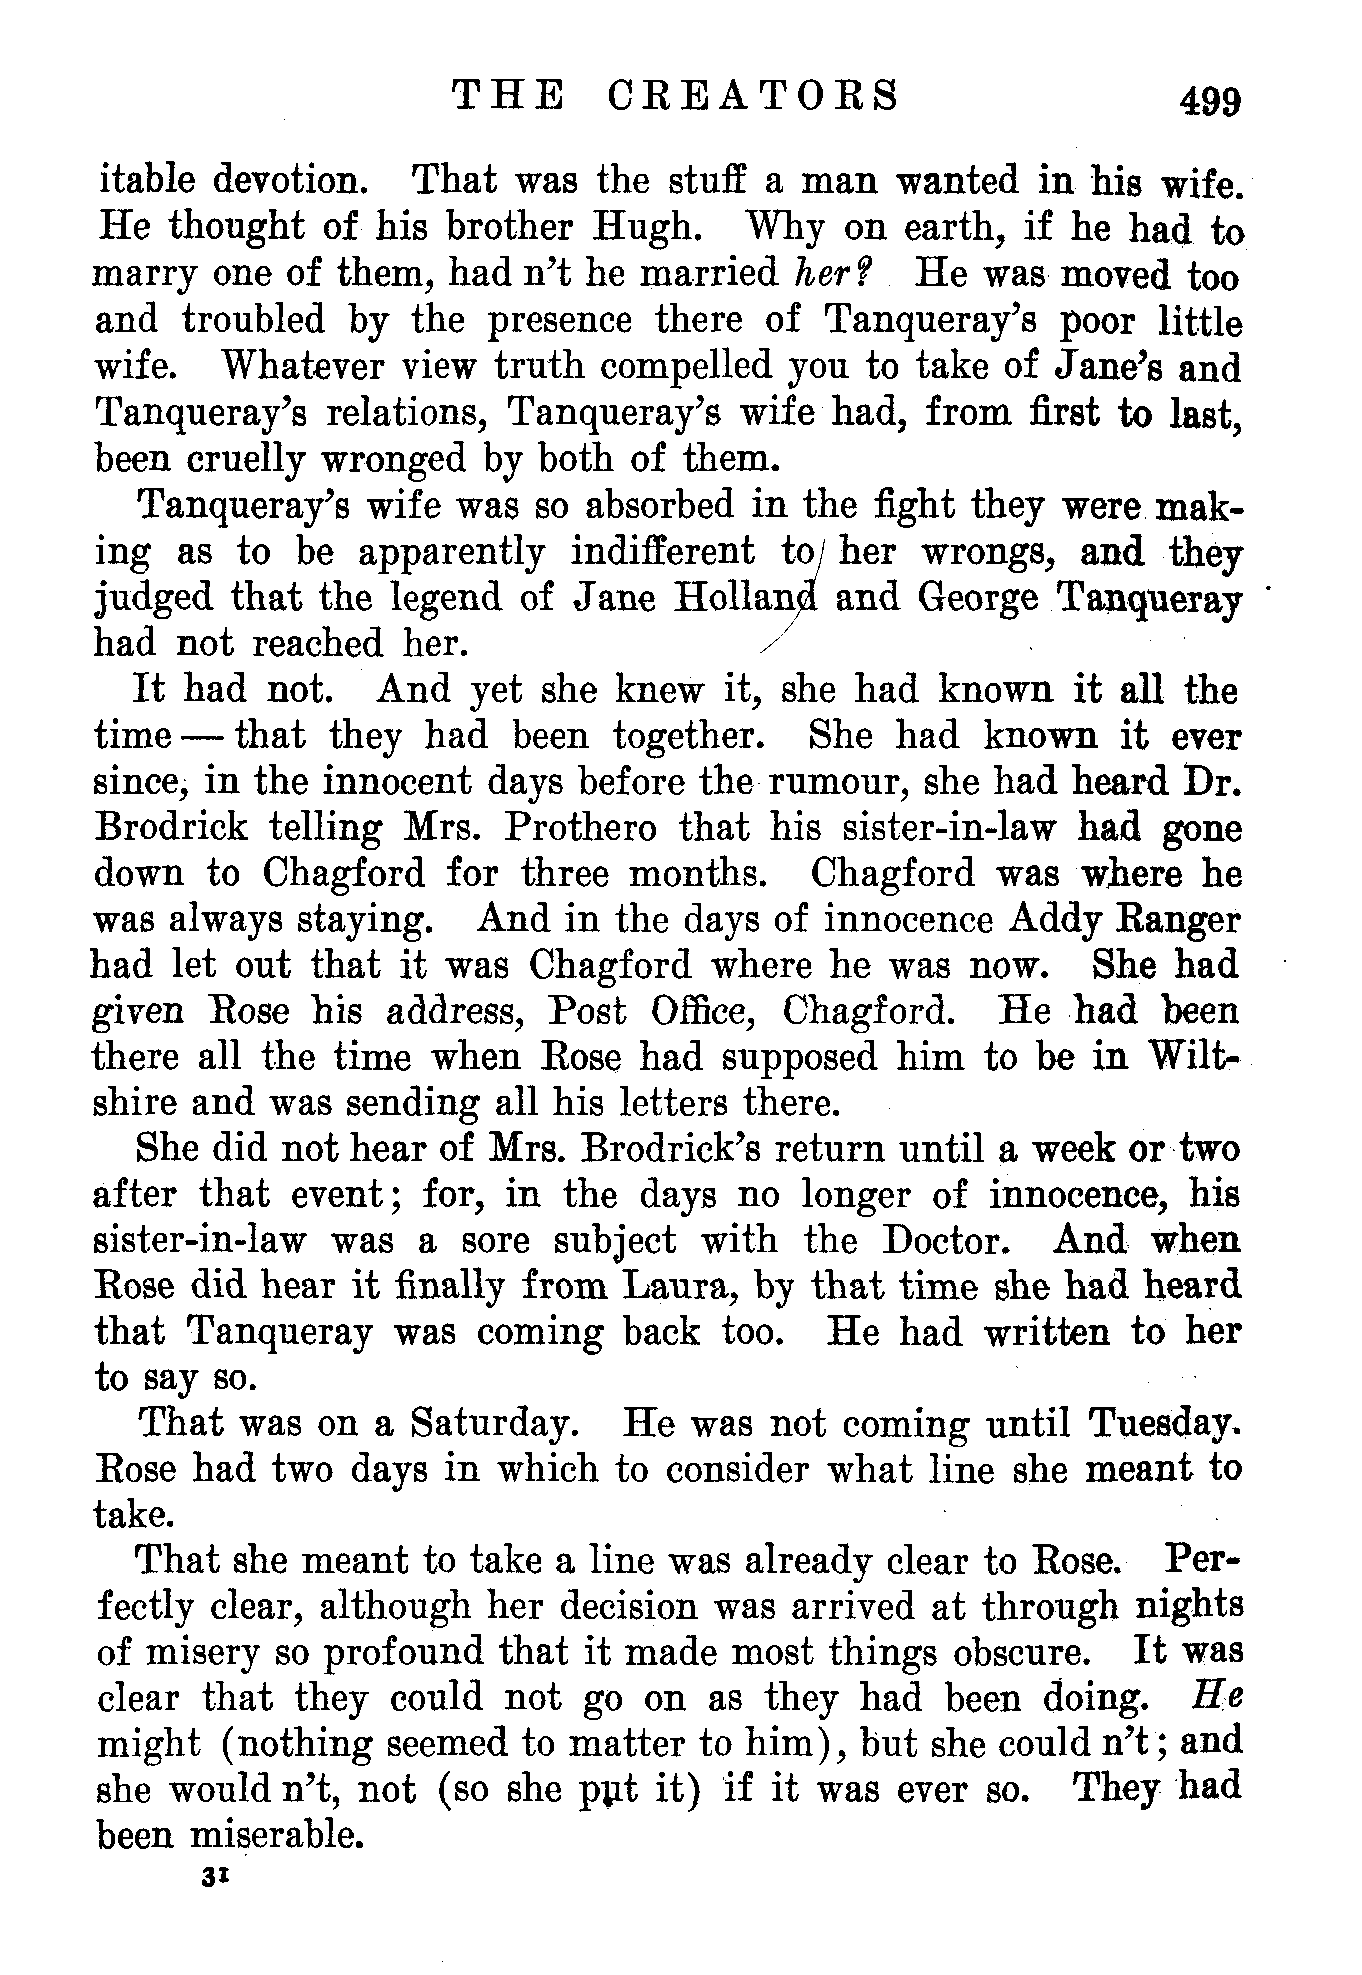 THE CREATORS 499
itable devotion. That was the stuff a man wanted in his wife.
He thought of his brother Hugh. Why on earth, if he had to
marry one of them, had n't he married her? He was moved too
and troubled by the presence there of Tanqueray's poor little
wife. Whatever view truth compelled you to take of Jane's and
Tanqueray's relations, Tanqueray's wife had, from first to last,
been cruelly wronged by both of them.
Tanqueray's wife was so absorbed in the fight they were mak-
ing as to be apparently indifferent to her wrongs, and they
judged that the legend of Jane Holland and George Tanqueray
had not reached her.
It had not. And yet she knew it, she had known it all the
time — that they had been together. She had known it ever
since, in the innocent days before the rumour, she had heard Dr.
Brodrick telling Mrs. Prothero that his sister-in-law had gone
down to Chagford for three months. Chagford was where he
was always staying. And in the days of innocence Addy Ranger
had let out that it was Chagford where he was now. She had
given Rose his address, Post Office, Chagford. He had been
there all the time when Rose had supposed him to be in Wilt-
shire and was sending all his letters there.
She did not hear of Mrs. Brodrick's return until a week or two
after that event; for, in the days no longer of innocence, his
sister-in-law was a sore subject with the Doctor. And when
Rose did hear it finally from Laura, by that time she had heard
that Tanqueray was coming back too. He had written to her
to say so.
That was on a Saturday. He was not coming until Tuesday.
Rose had two days in which to consider what line she meant to
take.
That she meant to take a line was already clear to Rose. Per-
fectly clear, although her decision was arrived at through nights
of misery so profound that it made most things obscure. It was
clear that they could not go on as they had been doing. He
might (nothing seemed to matter to him), but she could n't; and
she would n't, not (so she put it) if it was ever so. They had
been miserable.
31